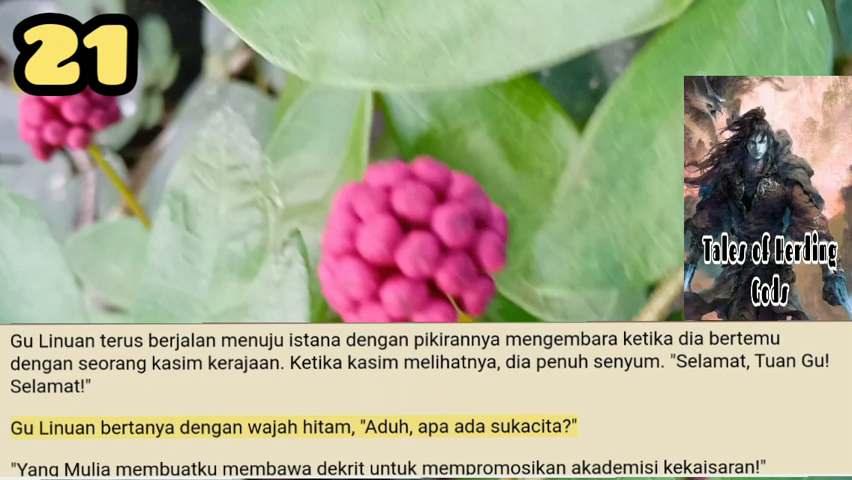 21
Tales of Herding
Gods
Gu Linuan terus berjalan menuju istana dengan pikirannya mengembara ketika dia bertemu
dengan seorang kasim kerajaan. Ketika kasim melihatnya, dia penuh senyum. "Selamat, Tuan Gu!
Selamat!"
Gu Linuan bertanya dengan wajah hitam, "Aduh, apa ada sukacita?"
"Yang Mulia membuatku membawa dekrit untuk mempromosikan akademisi kekaisaran!"